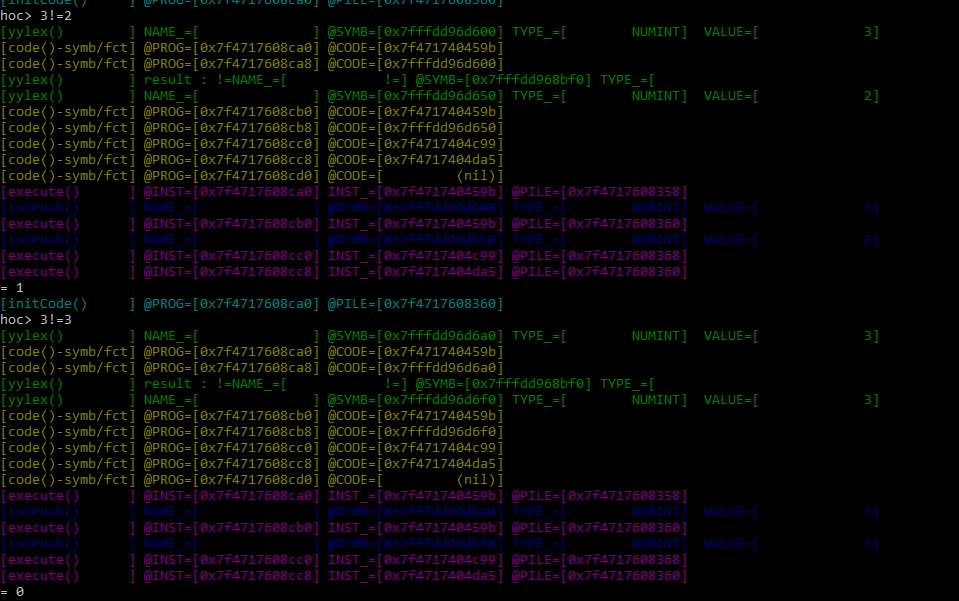 [initCode()     ] @PROG=[0x7f4717608ca0] @PILE=[0x7f4717608360]
hoc> 3!=2
[yylex()        ] NAME_=[              ] @SYMB=[0x7fffdd96d600] TYPE_=[        NUMINT]  VALUE=[             3]
[code()-symb/fct] @PROG=[0x7f4717608ca0] @CODE=[0x7f471740459b]
[code()-symb/fct] @PROG=[0x7f4717608ca8] @CODE=[0x7fffdd96d600]
[yylex()        ] result : !=NAME_=[            !=] @SYMB=[0x7fffdd968bf0] TYPE_=[
[yylex()        ] NAME_=[              ] @SYMB=[0x7fffdd96d650] TYPE_=[        NUMINT]  VALUE=[             2]
[code()-symb/fct] @PROG=[0x7f4717608cb0] @CODE=[0x7f471740459b]
[code()-symb/fct] @PROG=[0x7f4717608cb8] @CODE=[0x7fffdd96d650]
[code()-symb/fct] @PROG=[0x7f4717608cc0] @CODE=[0x7f4717404c99]
[code()-symb/fct] @PROG=[0x7f4717608cc8] @CODE=[0x7f4717404da5]
[code()-symb/fct] @PROG=[0x7f4717608cd0] @CODE=[         (nil)]
[execute()      ] @INST=[0x7f4717608ca0] INST_=[0x7f471740459b] @PILE=[0x7f4717608358]
[intPush()      ] NAME_=[              ] @SYMB=[0x7fffdd96d600] TYPE_=[        NUMINT]  VALUE=[             3]
[execute()      ] @INST=[0x7f4717608cb0] INST_=[0x7f471740459b] @PILE=[0x7f4717608360]
[intPush()      ] NAME_=[              ] @SYMB=[0x7fffdd96d650] TYPE_=[        NUMINT]  VALUE=[             2]
[execute()      ] @INST=[0x7f4717608cc0] INST_=[0x7f4717404c99] @PILE=[0x7f4717608368]
[execute()      ] @INST=[0x7f4717608cc8] INST_=[0x7f4717404da5] @PILE=[0x7f4717608360]
= 1
[initCode()     ] @PROG=[0x7f4717608ca0] @PILE=[0x7f4717608360]
hoc> 3!=3
[yylex()        ] NAME_=[              ] @SYMB=[0x7fffdd96d6a0] TYPE_=[        NUMINT]  VALUE=[             3]
[code()-symb/fct] @PROG=[0x7f4717608ca0] @CODE=[0x7f471740459b]
[code()-symb/fct] @PROG=[0x7f4717608ca8] @CODE=[0x7fffdd96d6a0]
[yylex()        ] result : !=NAME_=[            !=] @SYMB=[0x7fffdd968bf0] TYPE_=[
[yylex()        ] NAME_=[              ] @SYMB=[0x7fffdd96d6f0] TYPE_=[        NUMINT]  VALUE=[             3]
[code()-symb/fct] @PROG=[0x7f4717608cb0] @CODE=[0x7f471740459b]
[code()-symb/fct] @PROG=[0x7f4717608cb8] @CODE=[0x7fffdd96d6f0]
[code()-symb/fct] @PROG=[0x7f4717608cc0] @CODE=[0x7f4717404c99]
[code()-symb/fct] @PROG=[0x7f4717608cc8] @CODE=[0x7f4717404da5]
[code()-symb/fct] @PROG=[0x7f4717608cd0] @CODE=[         (nil)]
[execute()      ] @INST=[0x7f4717608ca0] INST_=[0x7f471740459b] @PILE=[0x7f4717608358]
[intPush()      ] NAME_=[              ] @SYMB=[0x7fffdd96d6a0] TYPE_=[        NUMINT]  VALUE=[             3]
[execute()      ] @INST=[0x7f4717608cb0] INST_=[0x7f471740459b] @PILE=[0x7f4717608360]
[intPush()      ] NAME_=[              ] @SYMB=[0x7fffdd96d6f0] TYPE_=[        NUMINT]  VALUE=[             3]
[execute()      ] @INST=[0x7f4717608cc0] INST_=[0x7f4717404c99] @PILE=[0x7f4717608368]
[execute()      ] @INST=[0x7f4717608cc8] INST_=[0x7f4717404da5] @PILE=[0x7f4717608360]
= 0